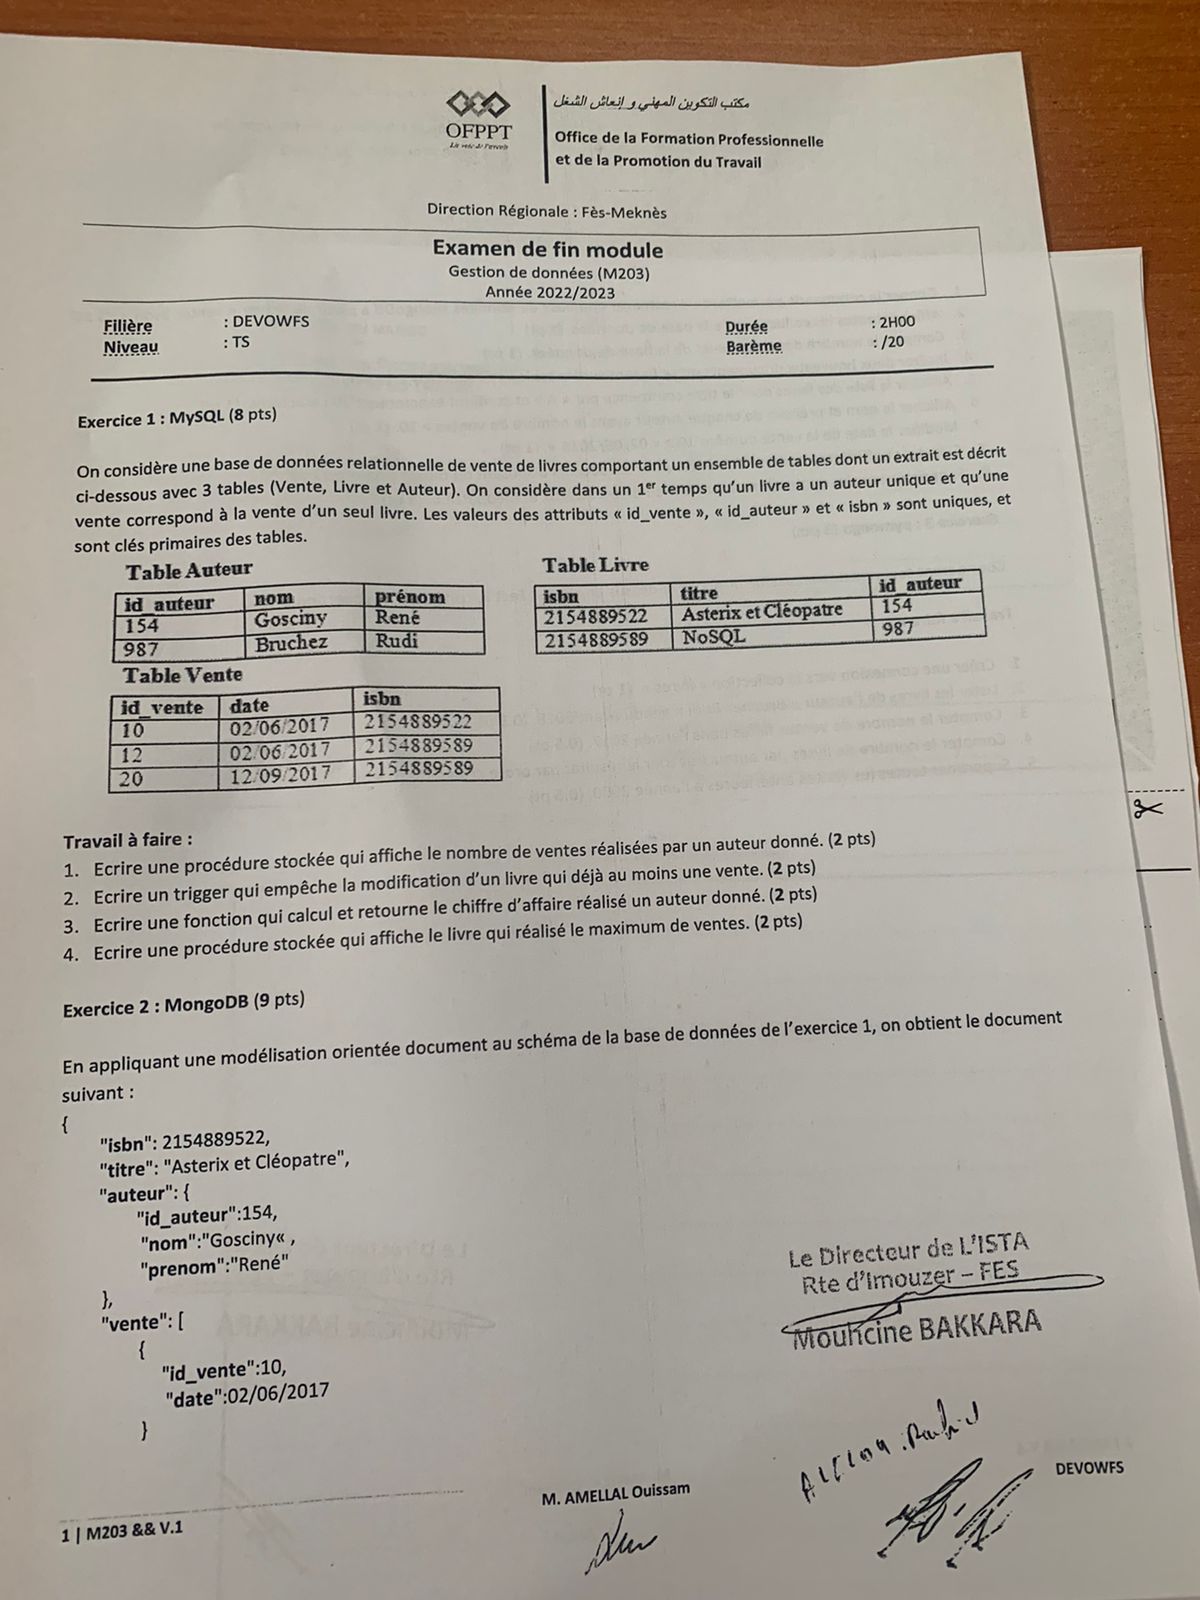 مكتب التكوين المهني و إنعاش الشغل
OFPPT
La voie de l'avenir
Office de la Formation Professionnelle
et de la Promotion du Travail
Direction Régionale : Fès-Meknès
Examen de fin module
Gestion de données (M203)
Année 2022/2023
Filière : DEVOWFS Durée : 2H00
Niveau : TS Barème : /20
Exercice 1 : MySQL (8 pts)
On considère une base de données relationnelle de vente de livres comportant un ensemble de tables dont un extrait est décrit
ci-dessous avec 3 tables (Vente, Livre et Auteur). On considère dans un 1er temps qu'un livre a un auteur unique et qu'une
vente correspond à la vente d'un seul livre. Les valeurs des attributs « id_vente », « id_auteur » et « isbn » sont uniques, et
sont clés primaires des tables.
Table Auteur
id_auteur nom prénom
154 Gosciny René
987 Bruchez Rudi
Table Livre
isbn titre id_auteur
2154889522 Asterix et Cléopatre 154
2154889589 NoSQL 987
Table Vente
id_vente date isbn
10 02/06/2017 2154889522
12 02/06/2017 2154889589
20 12/09/2017 2154889589
Travail à faire :
1. Ecrire une procédure stockée qui affiche le nombre de ventes réalisées par un auteur donné. (2 pts)
2. Ecrire un trigger qui empêche la modification d'un livre qui déjà au moins une vente. (2 pts)
3. Ecrire une fonction qui calcul et retourne le chiffre d'affaire réalisé un auteur donné. (2 pts)
4. Ecrire une procédure stockée qui affiche le livre qui réalisé le maximum de ventes. (2 pts)
Exercice 2 : MongoDB (9 pts)
En appliquant une modélisation orientée document au schéma de la base de données de l'exercice 1, on obtient le document
suivant :
{
"isbn": 2154889522,
"titre": "Asterix et Cléopatre",
"auteur": {
"id_auteur":154,
"nom":"Gosciny« ,
"prenom":"René"
},
"vente": [
{
"id_vente":10,
"date":02/06/2017
}
Le Directeur de L'ISTA
Rte d'Imouzer – FES
Mouhcine BAKKARA
M. AMELLAL Ouissam
DEVOWFS
1 | M203 && V.1